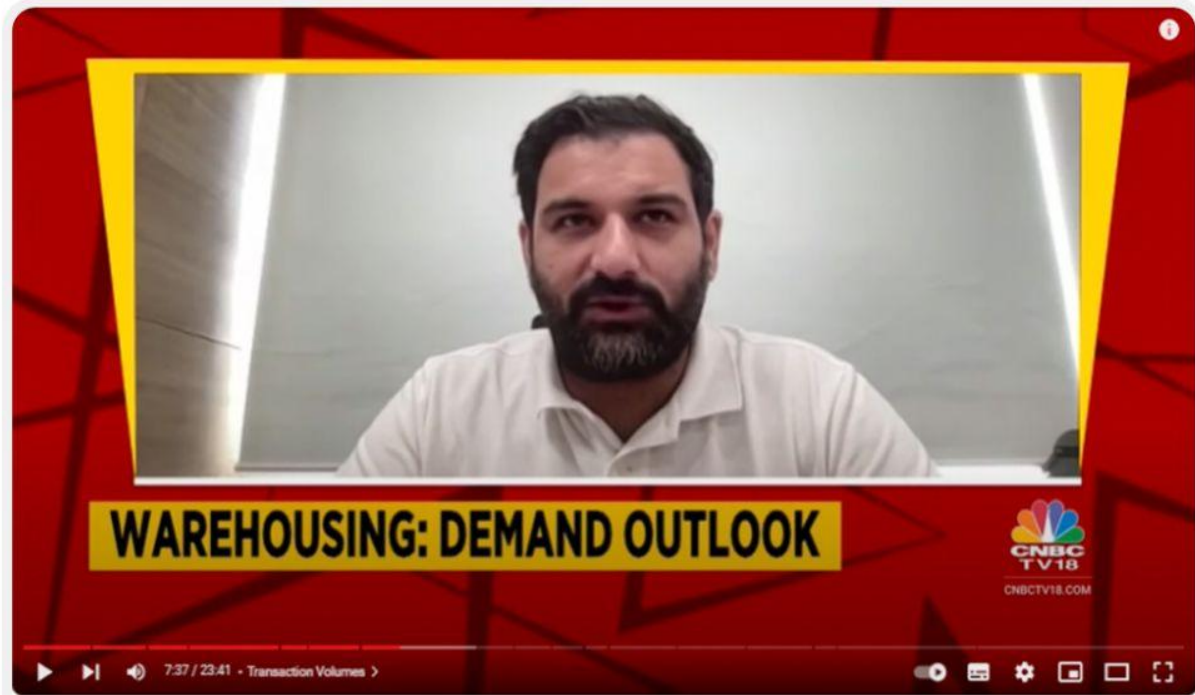 WAREHOUSING: DEMAND OUTLOOK
CNBC
TV18
CNBCTV18.COM
7:37 / 23:41 • Transaction Volumes >